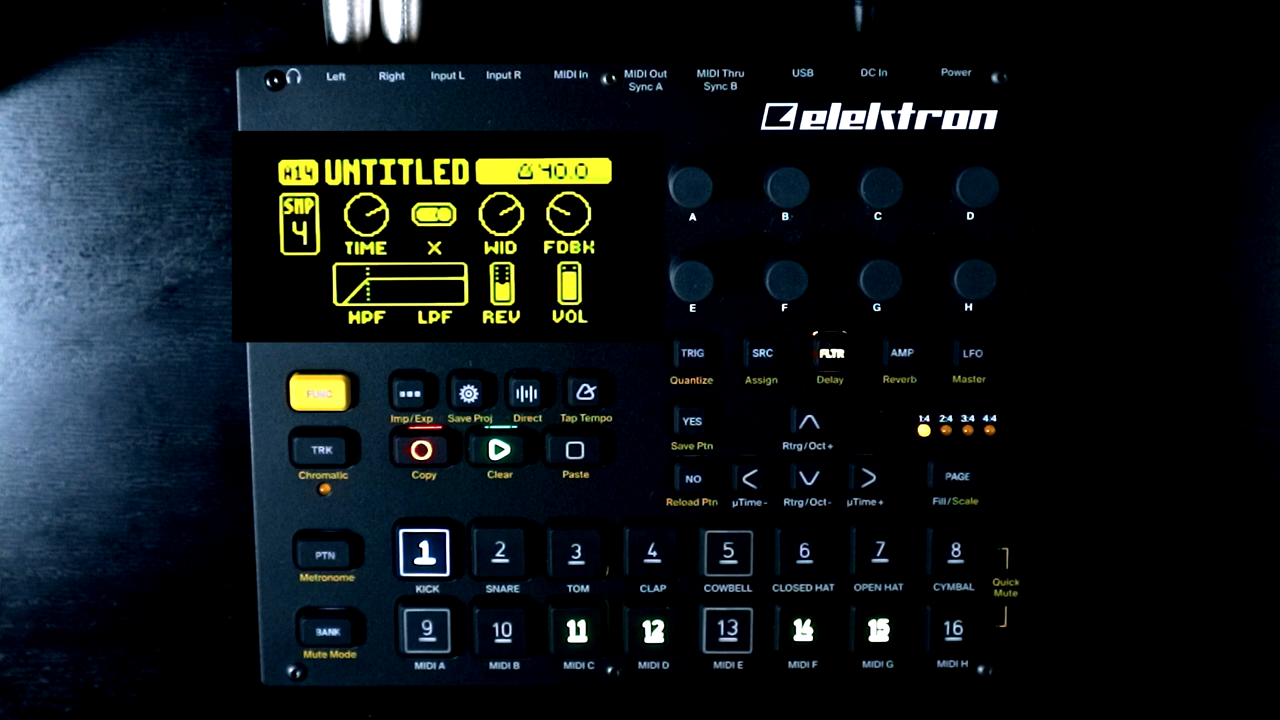 Left Right Input L Input R MIDI In MIDI Out MIDI Thru USB DC In Power
Sync A Sync B
elektron
A14 UNTITLED 40.0
SMP
4
TIME X WID FDBK
HPF LPF REV VOL
A B C D
E F G H
TRIG SRC FLTR AMP LFO
Quantize Assign Delay Reverb Master
FUNC
Imp/Exp Save Proj Direct Tap Tempo
YES
Save Ptn Rtrg/Oct+
1:4 2:4 3:4 4:4
TRK
Chromatic Copy Clear Paste
NO PAGE
Reload Ptn µTime- Rtrg/Oct- µTime+ Fill/Scale
PTN 1 2 3 4 5 6 7 8
Metronome KICK SNARE TOM CLAP COWBELL CLOSED HAT OPEN HAT CYMBAL
Quick
Mute
BANK 9 10 11 12 13 14 15 16
Mute Mode MIDI A MIDI B MIDI C MIDI D MIDI E MIDI F MIDI G MIDI H